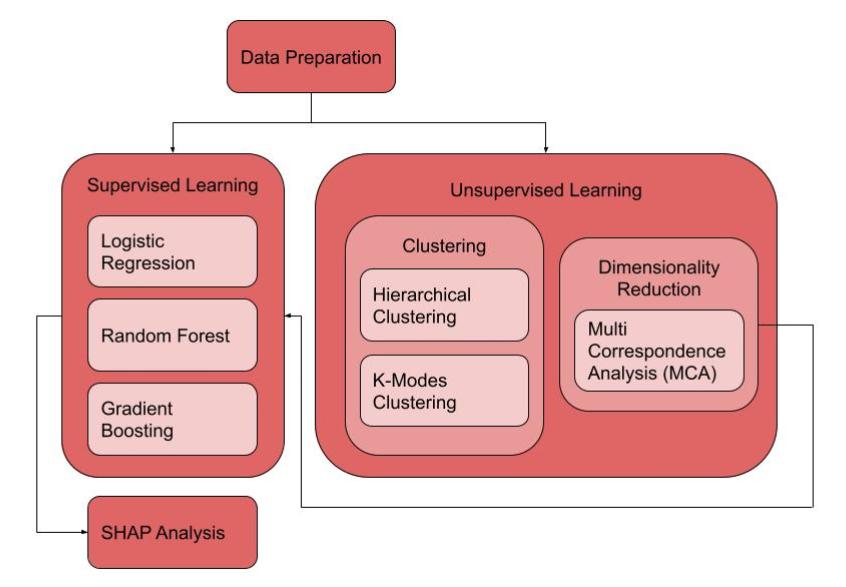 Data Preparation
Supervised Learning
Logistic
Regression
Random Forest
Gradient
Boosting
SHAP Analysis
Unsupervised Learning
Clustering
Hierarchical
Clustering
K-Modes
Clustering
Dimensionality
Reduction
Multi
Correspondence
Analysis (MCA)